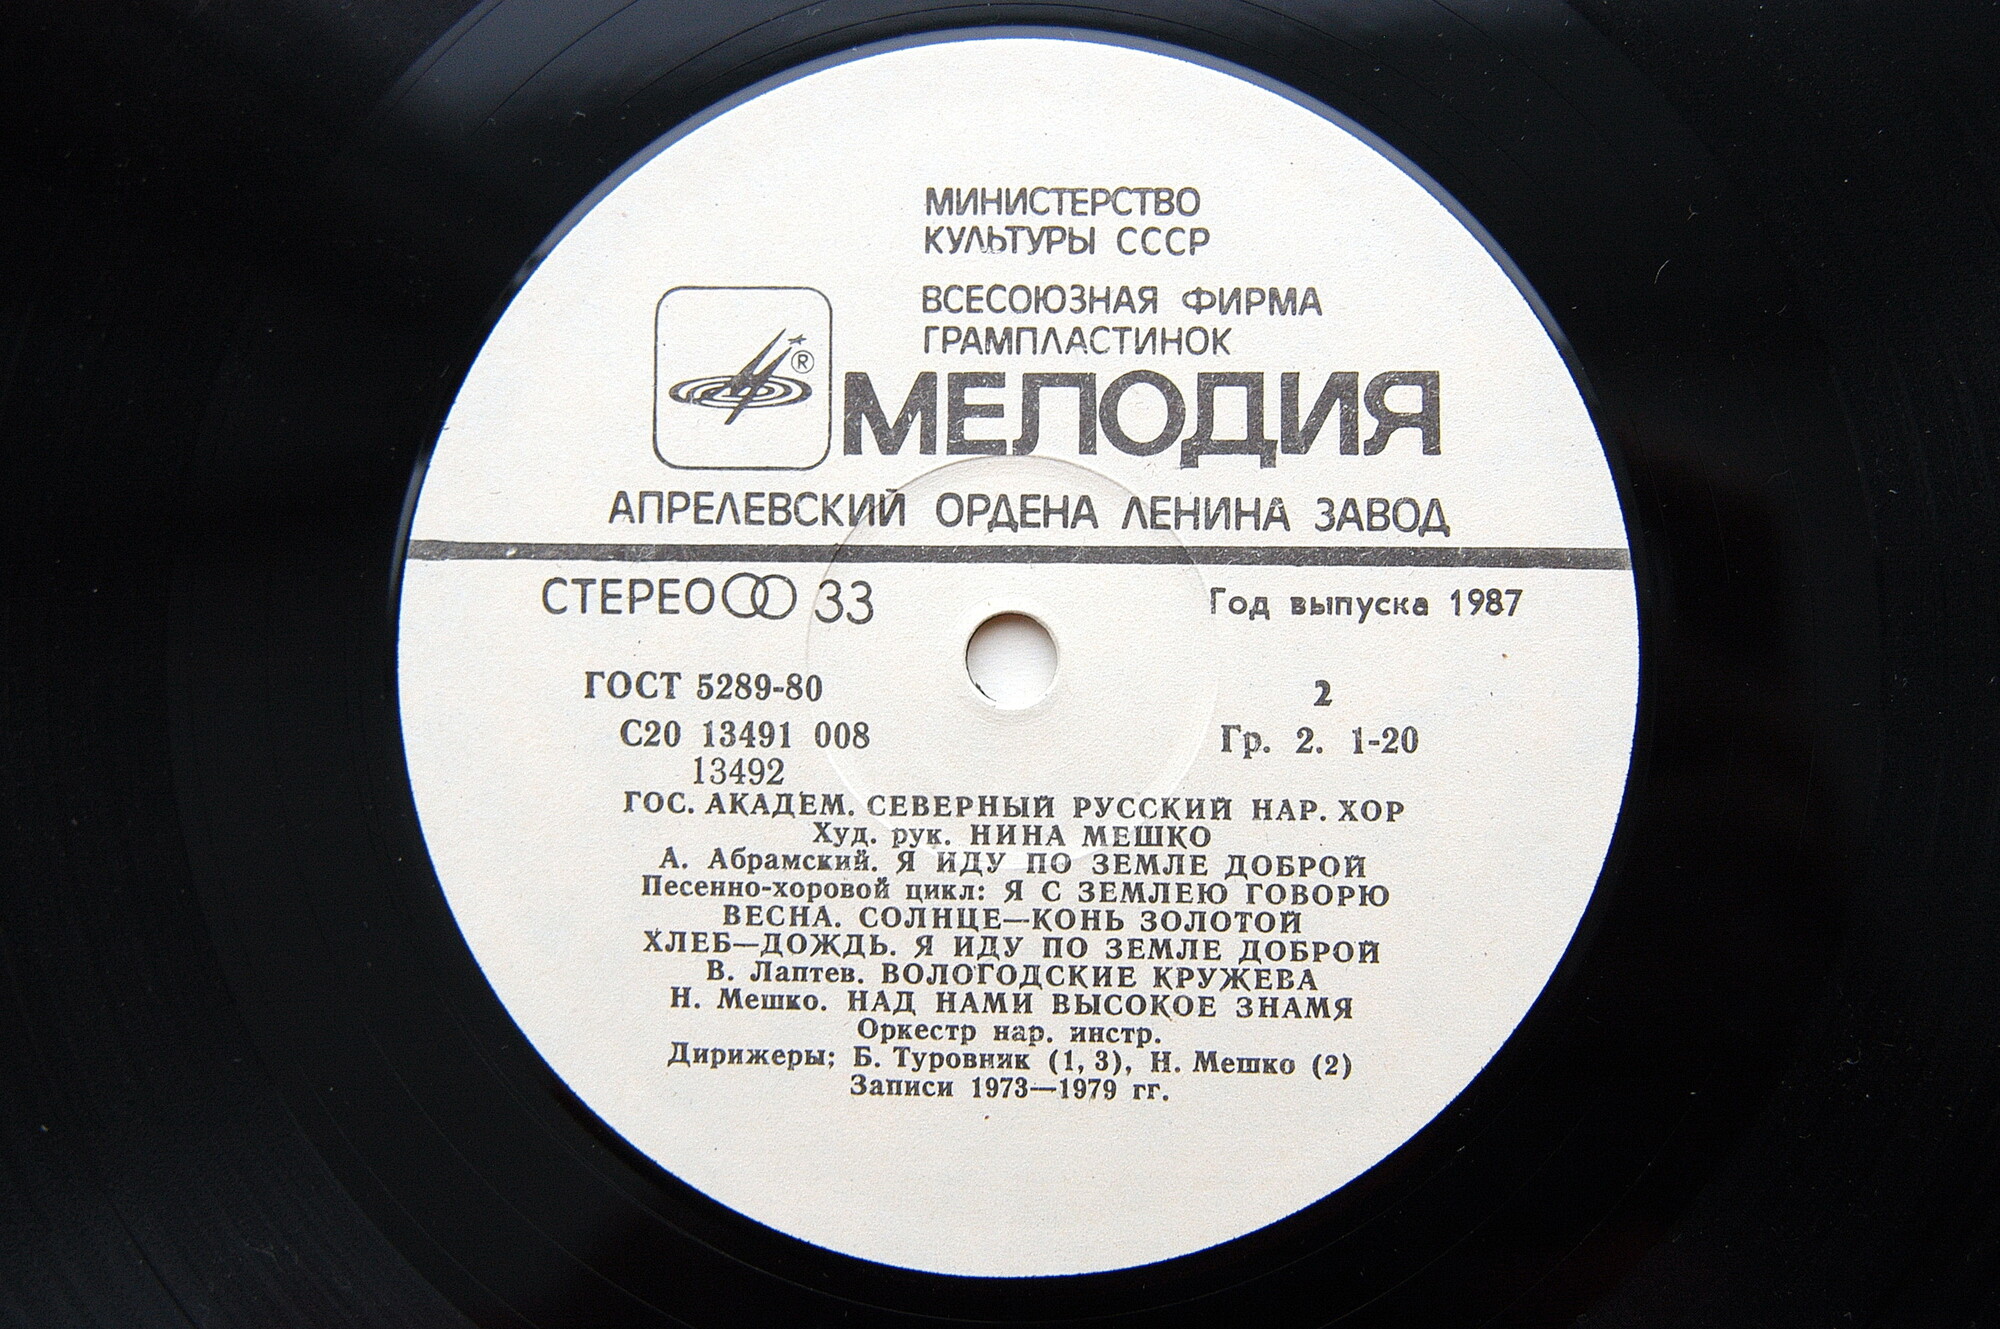 МИНИСТЕРСТВО
КУЛЬТУРЫ СССР
ВСЕСОЮЗНАЯ ФИРМА
ГРАМПЛАСТИНОК
®
МЕЛОДИЯ
АПРЕЛЕВСКИЙ ОРДЕНА ЛЕНИНА ЗАВОД
СТЕРЕО 33
Год выпуска 1987
ГОСТ 5289-80
2
С20 13491 008
Гр. 2. 1-20
13492
ГОС. АКАДЕМ. СЕВЕРНЫЙ РУССКИЙ НАР. ХОР
Худ. рук. НИНА МЕШКО
А. Абрамский. Я ИДУ ПО ЗЕМЛЕ ДОБРОЙ
Песенно-хоровой цикл: Я С ЗЕМЛЕЮ ГОВОРЮ
ВЕСНА. СОЛНЦЕ—КОНЬ ЗОЛОТОЙ
ХЛЕБ—ДОЖДЬ. Я ИДУ ПО ЗЕМЛЕ ДОБРОЙ
В. Лаптев. ВОЛОГОДСКИЕ КРУЖЕВА
Н. Мешко. НАД НАМИ ВЫСОКОЕ ЗНАМЯ
Оркестр нар. инстр.
Дирижеры; Б. Туровник (1, 3), Н. Мешко (2)
Записи 1973—1979 гг.